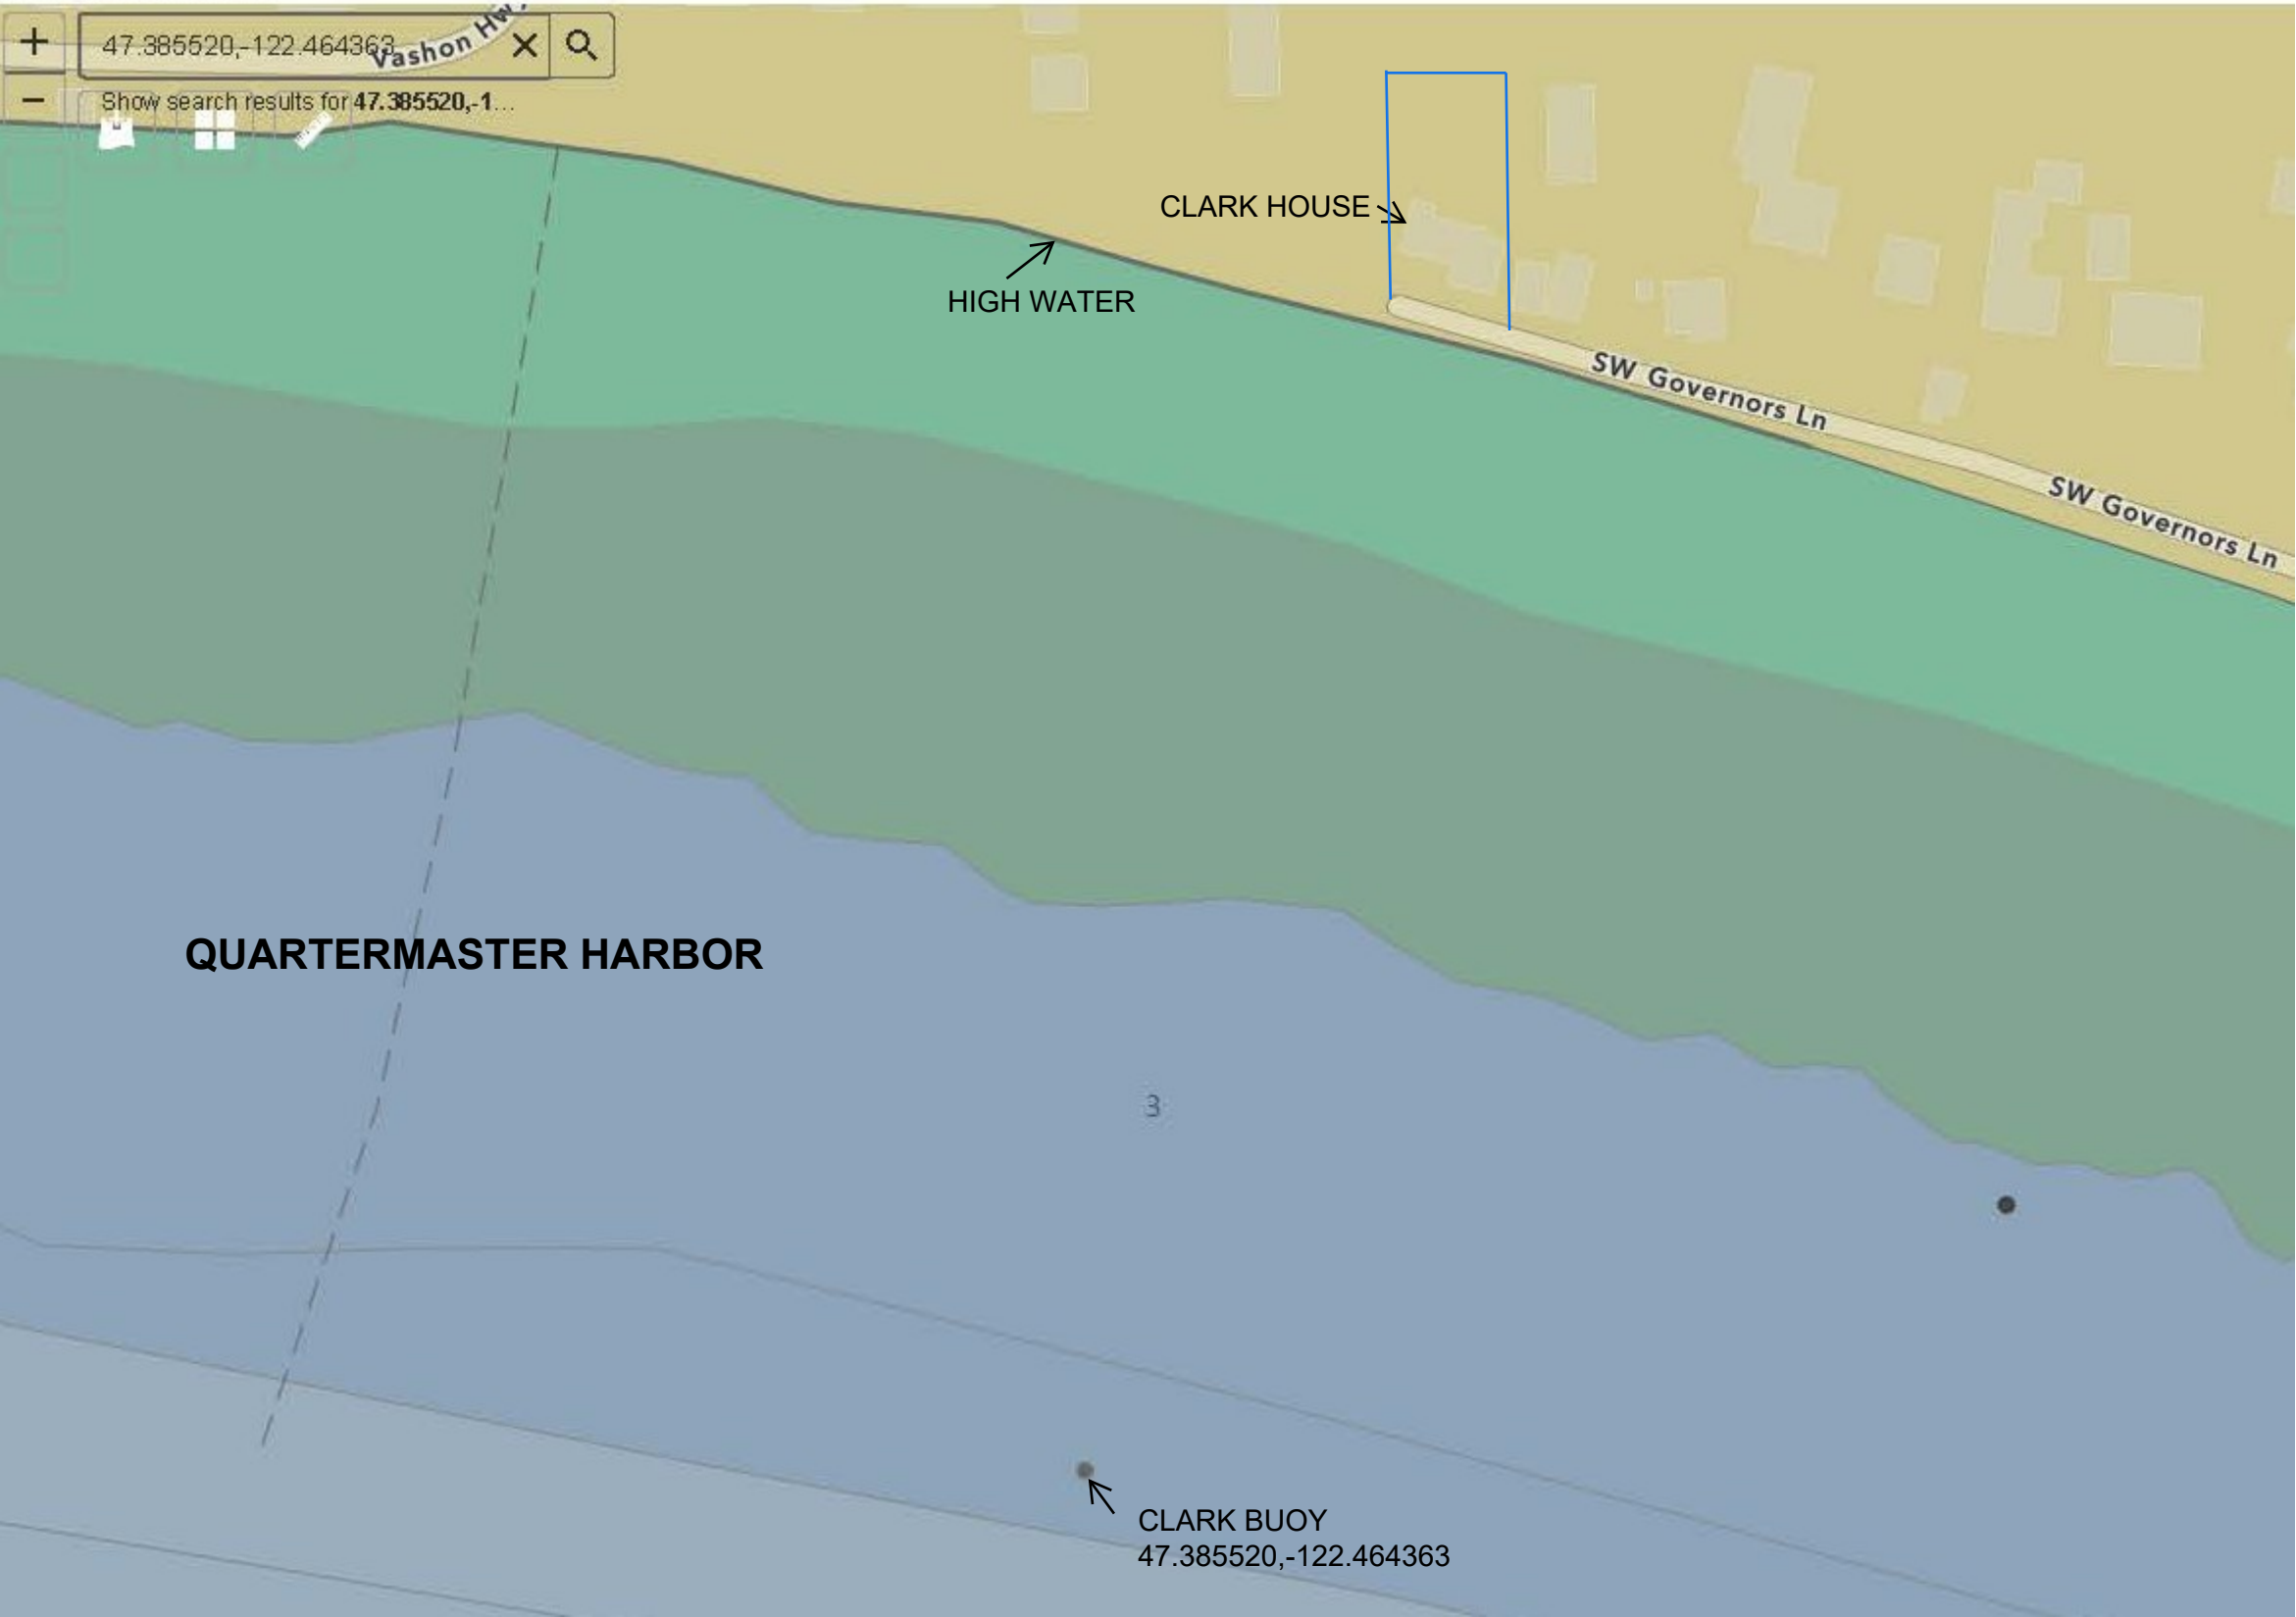 47.385520,-122.464363
Vashon Hwy
Show search results for 47.385520,-1...
CLARK HOUSE
HIGH WATER
SW Governors Ln
SW Governors Ln
QUARTERMASTER HARBOR
3
CLARK BUOY
47.385520,-122.464363